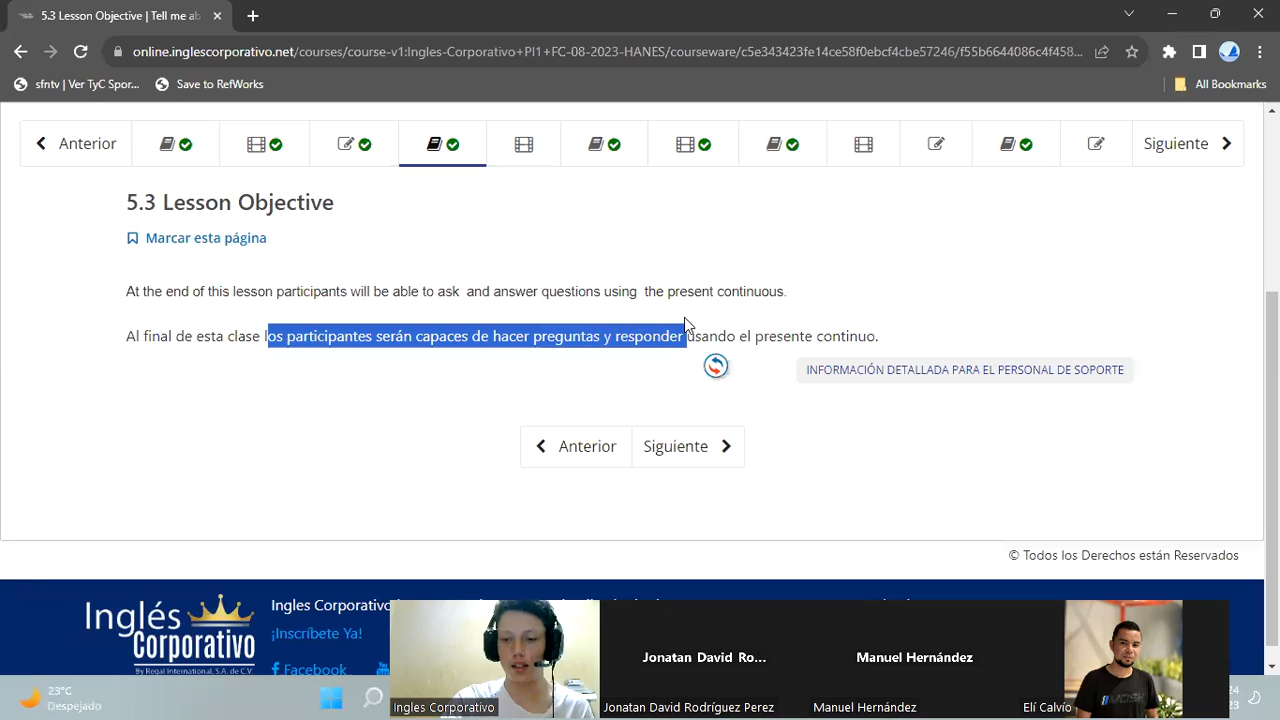 5.3 Lesson Objective | Tell me ab
online.inglescorporativo.net/courses/course-v1:Ingles-Corporativo+PI1+FC-08-2023-HANES/courseware/c5e343423fe14ce58f0ebcf4cbe57246/f55b6644086c4f458...
sfntv | Ver TyC Spor...
Save to RefWorks
All Bookmarks
Anterior
Siguiente
5.3 Lesson Objective
Marcar esta página
At the end of this lesson participants will be able to ask and answer questions using the present continuous.
Al final de esta clase los participantes serán capaces de hacer preguntas y responder usando el presente continuo.
INFORMACIÓN DETALLADA PARA EL PERSONAL DE SOPORTE
Anterior
Siguiente
© Todos los Derechos están Reservados
Inglés
Corporativo
By Regal International, S.A. de C.V.
Ingles Corporativo
¡Inscríbete Ya!
Facebook
Jonatan David Ro...
Manuel Hernández
Ingles Corporativo
Jonatan David Rodríguez Perez
Manuel Hernández
Elí Calvío
23°C
Despejado